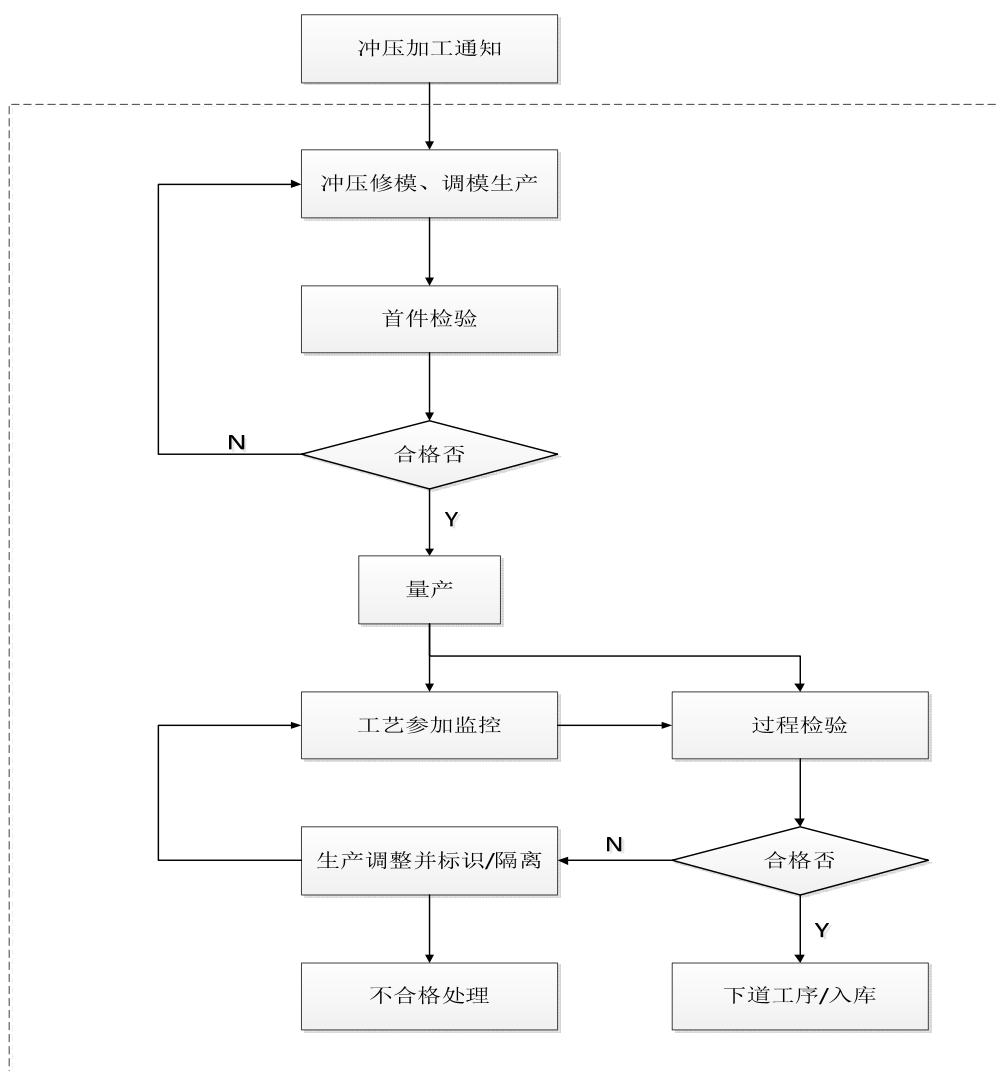 冲压加工通知
冲压修模、调模生产
首件检验
N
合格否
Y
量产
工艺参加监控
过程检验
生产调整并标识/隔离
N
合格否
Y
不合格处理
下道工序/入库